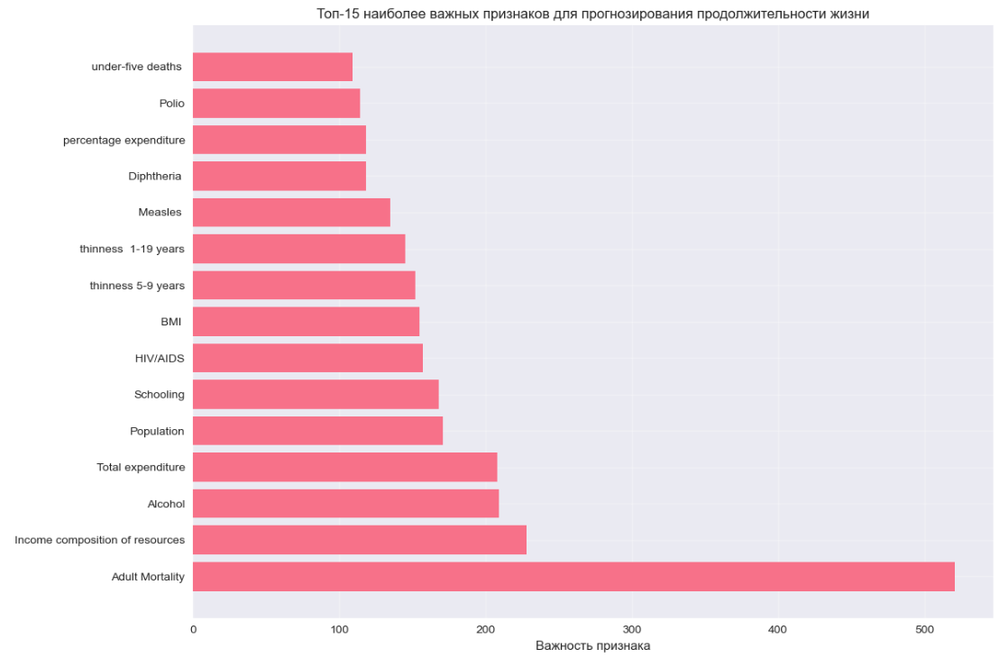 Топ-15 наиболее важных признаков для прогнозирования продолжительности жизни
under-five deaths
Polio
percentage expenditure
Diphtheria
Measles
thinness  1-19 years
thinness 5-9 years
BMI
HIV/AIDS
Schooling
Population
Total expenditure
Alcohol
Income composition of resources
Adult Mortality
0 100 200 300 400 500
Важность признака